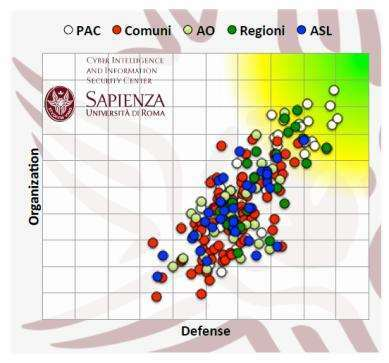 PAC Comuni AO Regioni ASL
CYBER INTELLIGENCE
AND INFORMATION
SECURITY CENTER
SAPIENZA
UNIVERSITÀ DI ROMA
Organization
Defense